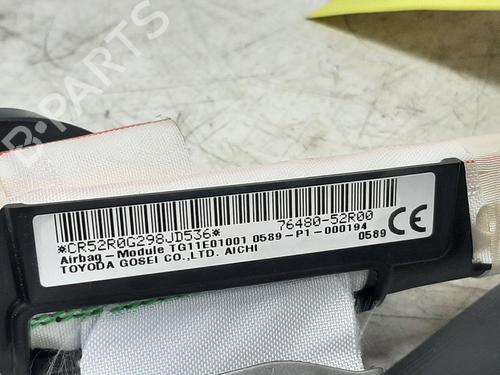 B-PARTS
*CR52R0G298JD536* 76480-52R00
Airbag-Module TG11E01001 0589-P1-000194
TOYODA GOSEI CO.,LTD. AICHI 0589
CE